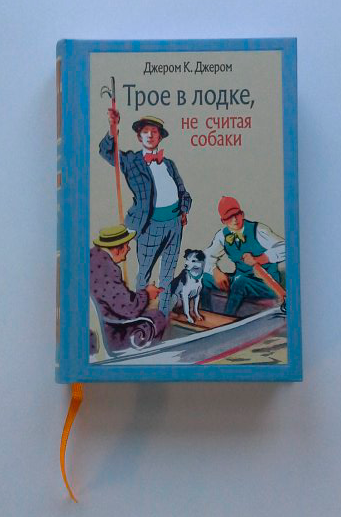 Джером К. Джером
Трое в лодке,
не считая
собаки